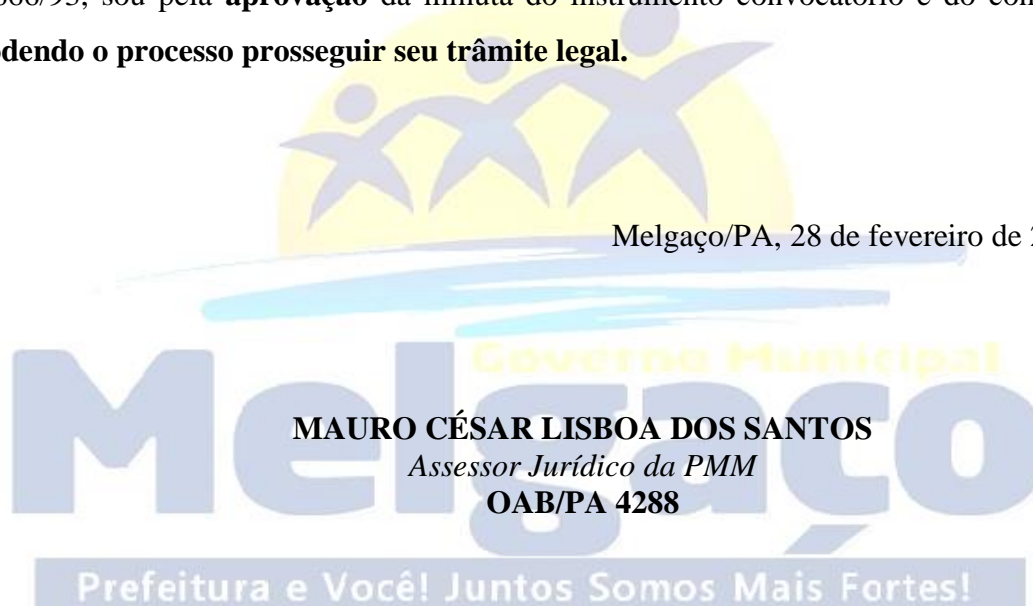 666/93, sou pela aprovação da minuta do instrumento convocatório e do con
odendo o processo prosseguir seu trâmite legal.
Melgaço/PA, 28 de fevereiro de 2
Governo Municipal
Melgaço
MAURO CÉSAR LISBOA DOS SANTOS
Assessor Jurídico da PMM
OAB/PA 4288
Prefeitura e Você! Juntos Somos Mais Fortes!